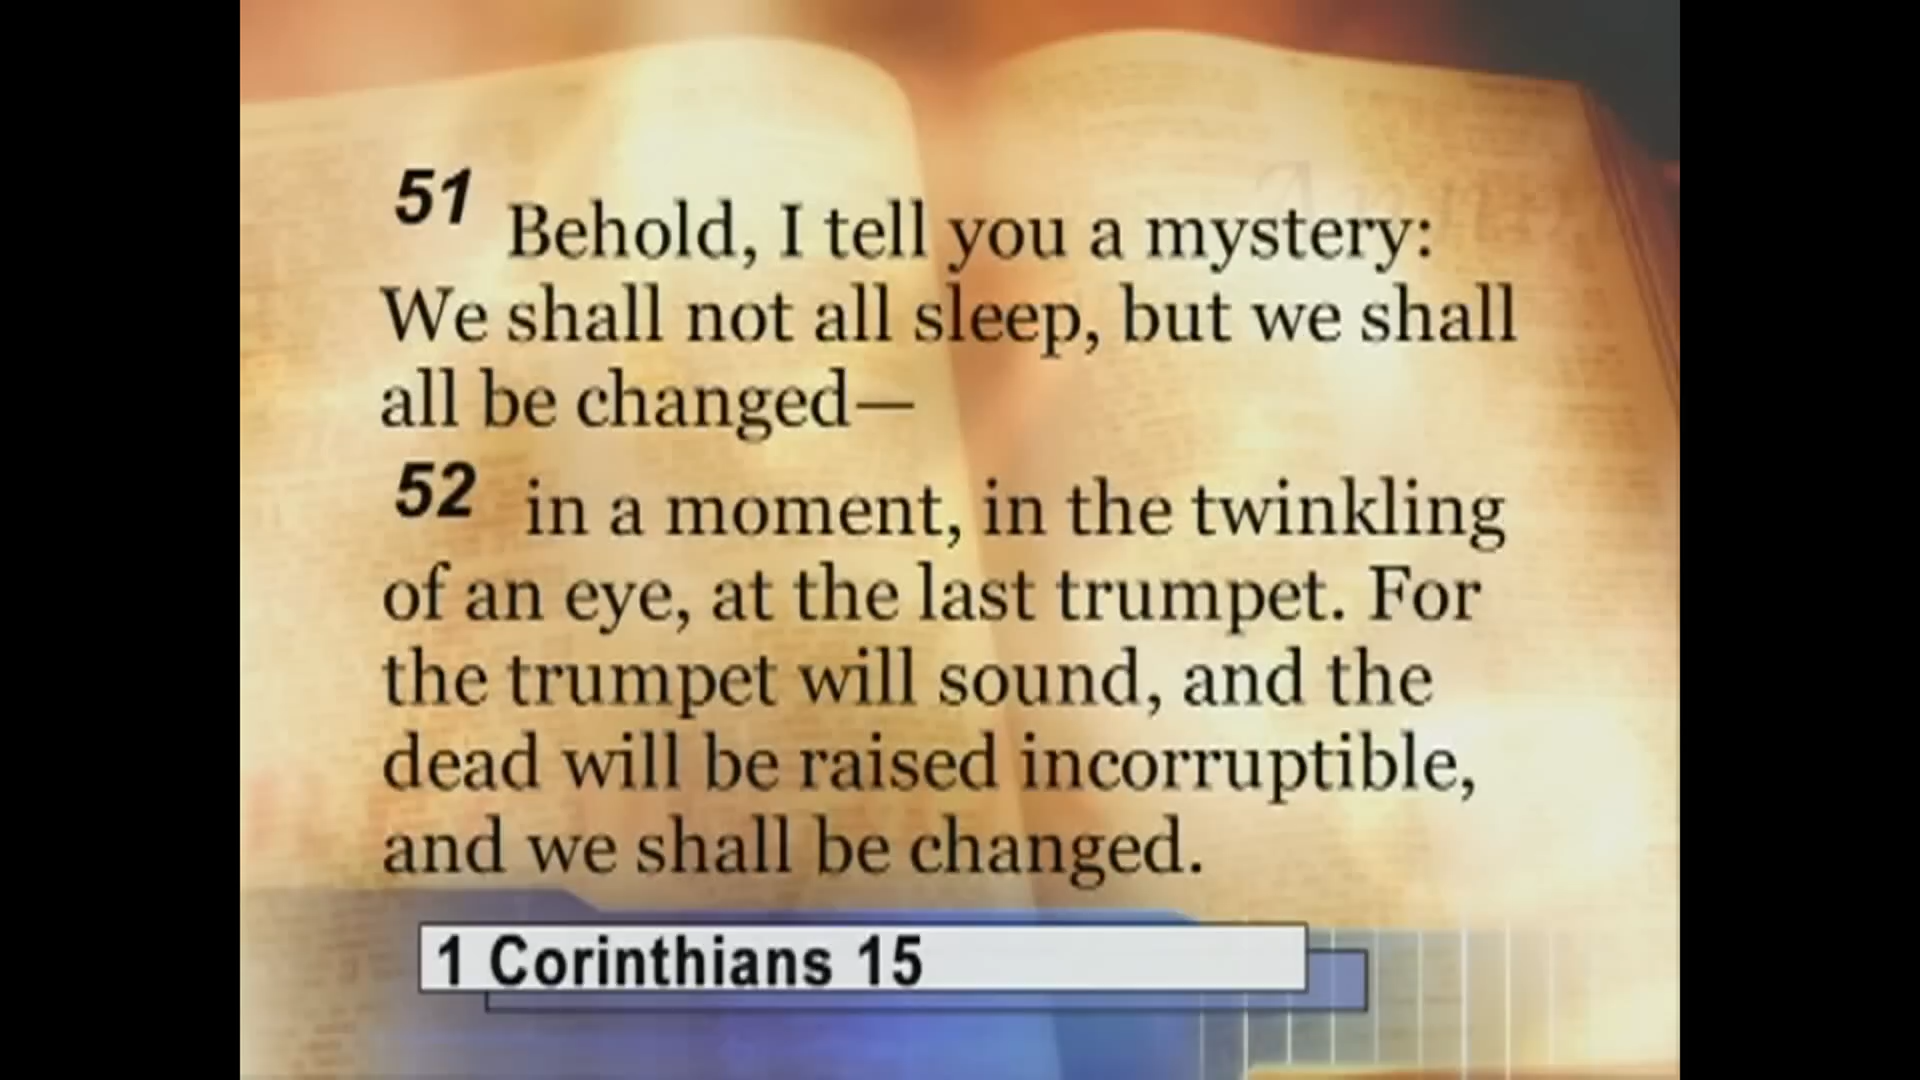 51 Behold, I tell you a mystery:
We shall not all sleep, but we shall
all be changed—
52 in a moment, in the twinkling
of an eye, at the last trumpet. For
the trumpet will sound, and the
dead will be raised incorruptible,
and we shall be changed.
1 Corinthians 15